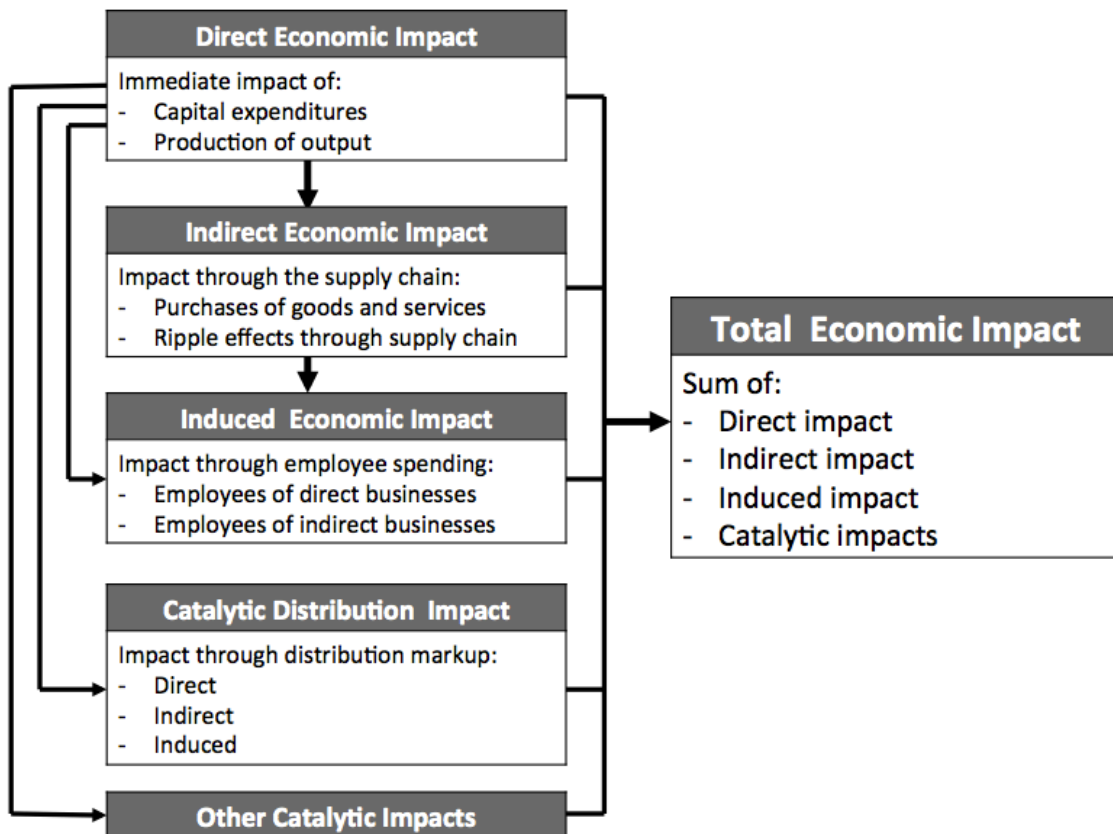 Direct Economic Impact
Immediate impact of:
- Capital expenditures
- Production of output
Indirect Economic Impact
Impact through the supply chain:
- Purchases of goods and services
- Ripple effects through supply chain
Induced Economic Impact
Impact through employee spending:
- Employees of direct businesses
- Employees of indirect businesses
Catalytic Distribution Impact
Impact through distribution markup:
- Direct
- Indirect
- Induced
Other Catalytic Impacts
Total Economic Impact
Sum of:
- Direct impact
- Indirect impact
- Induced impact
- Catalytic impacts